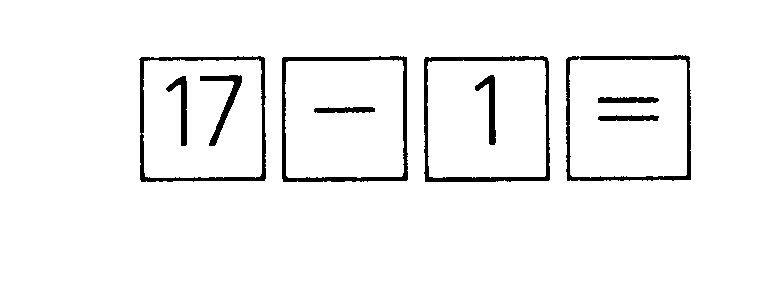 17 − 1 =